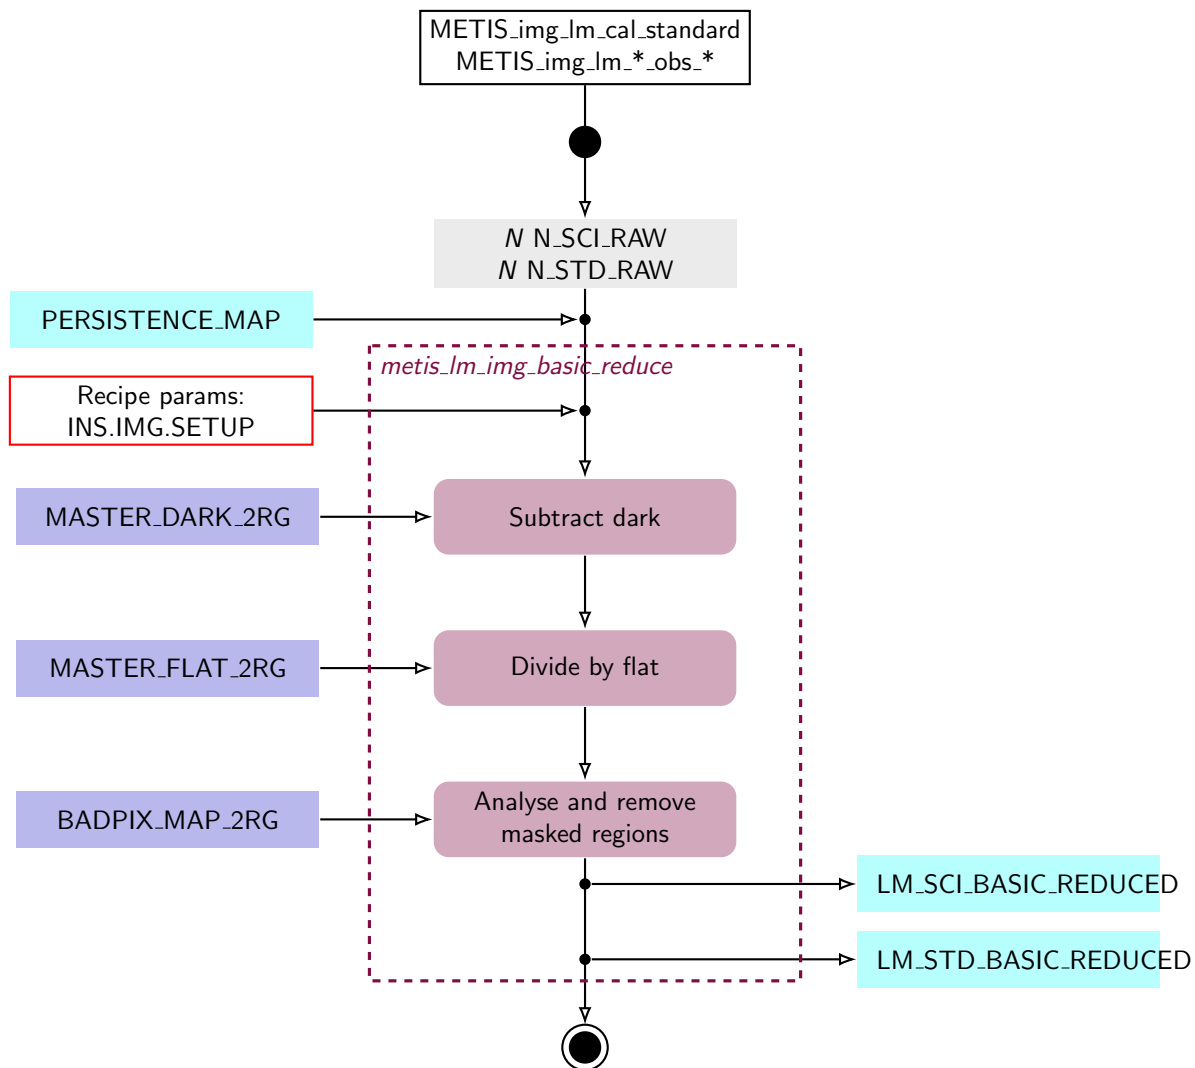 METIS_img_lm_cal_standard
METIS_img_lm_*_obs_*
N N_SCI_RAW
N N_STD_RAW
PERSISTENCE_MAP
metis_lm_img_basic_reduce
Recipe params:
INS.IMG.SETUP
MASTER_DARK_2RG
Subtract dark
MASTER_FLAT_2RG
Divide by flat
BADPIX_MAP_2RG
Analyse and remove
masked regions
LM_SCI_BASIC_REDUCED
LM_STD_BASIC_REDUCED